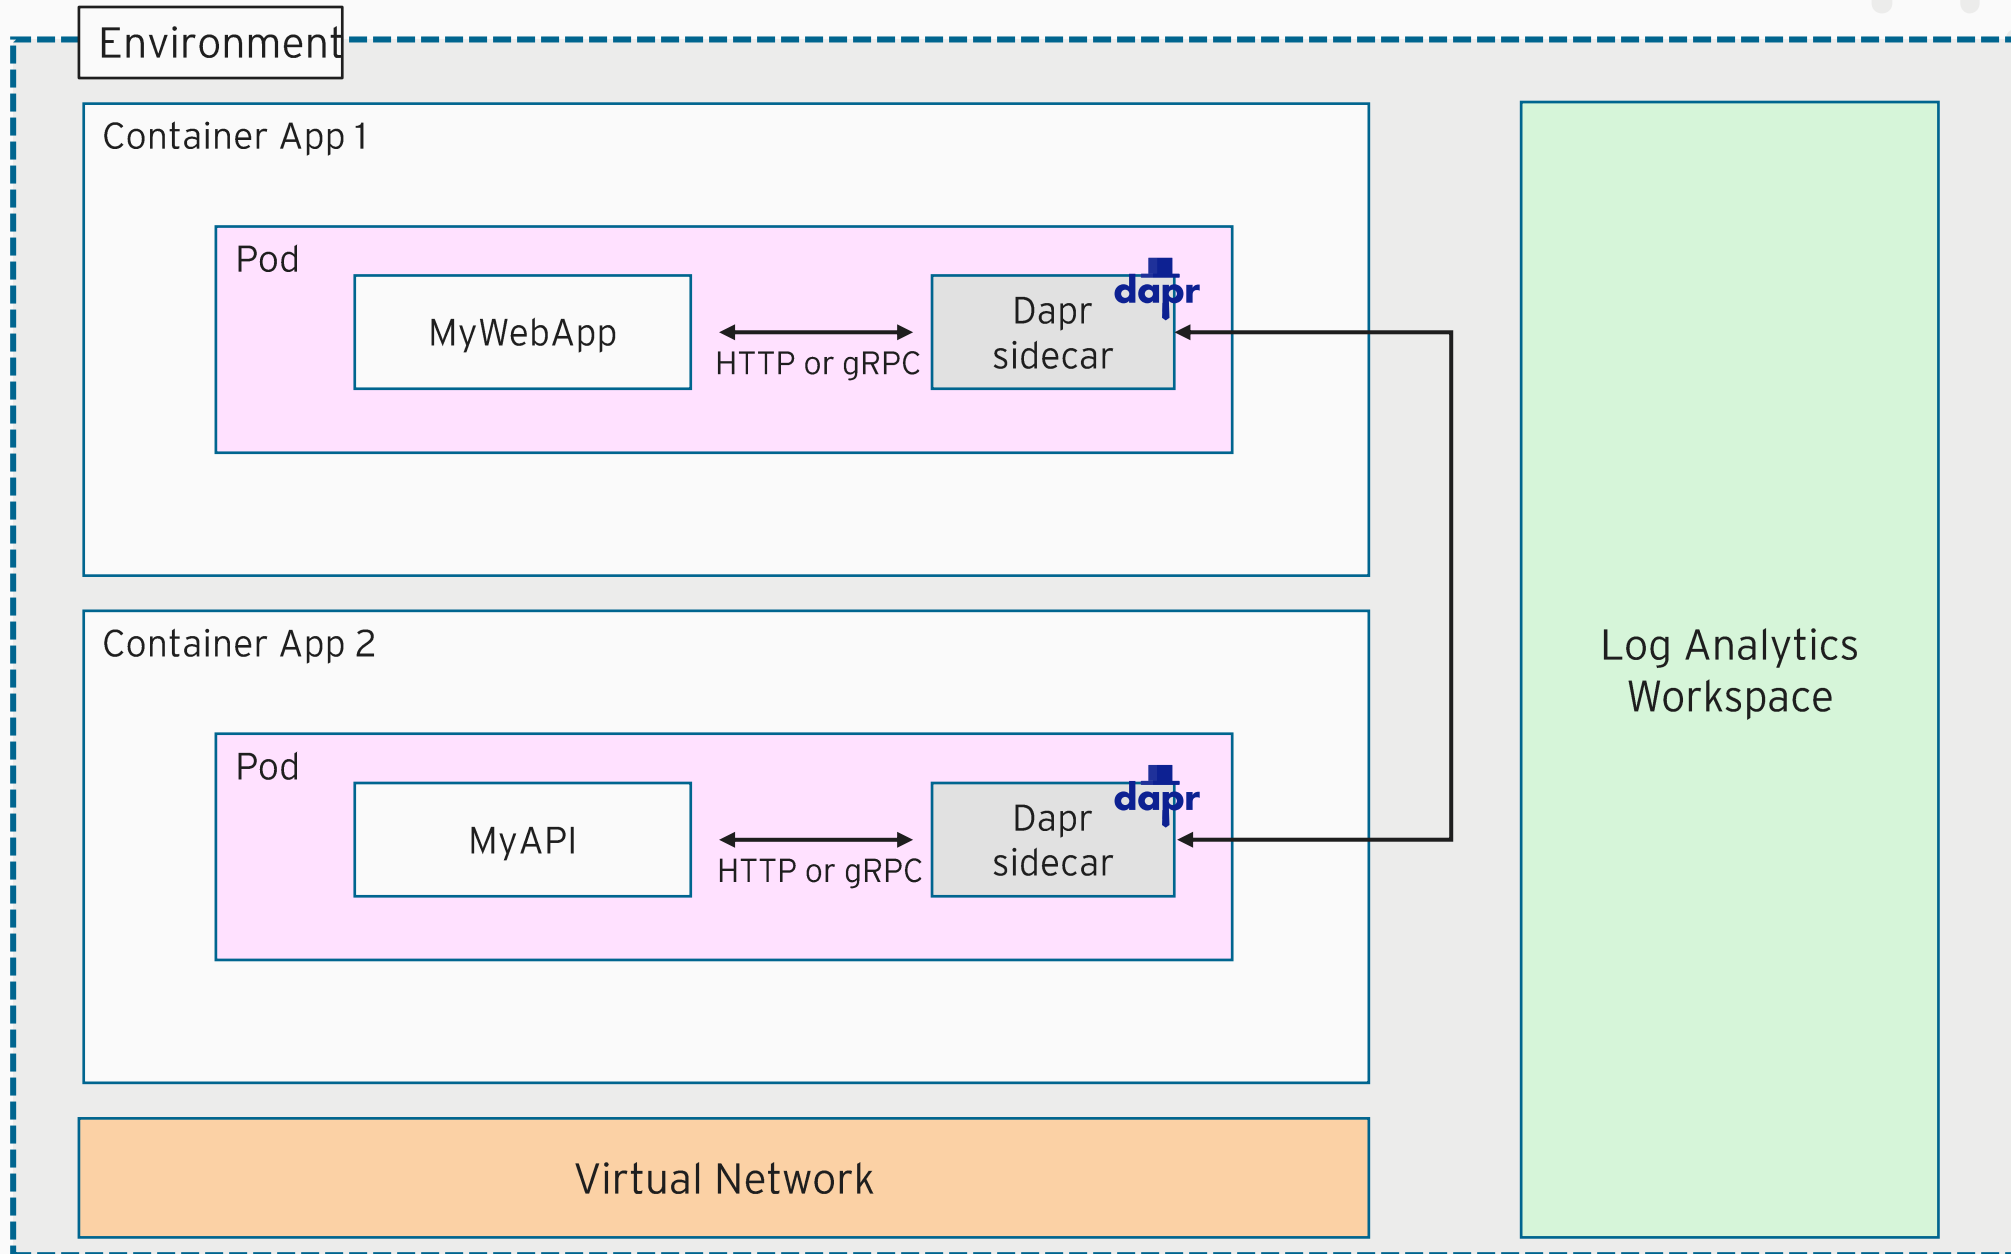 Environment
Container App 1
Pod
MyWebApp
HTTP or gRPC
Dapr
sidecar
dapr
Container App 2
Pod
MyAPI
HTTP or gRPC
Dapr
sidecar
dapr
Log Analytics
Workspace
Virtual Network